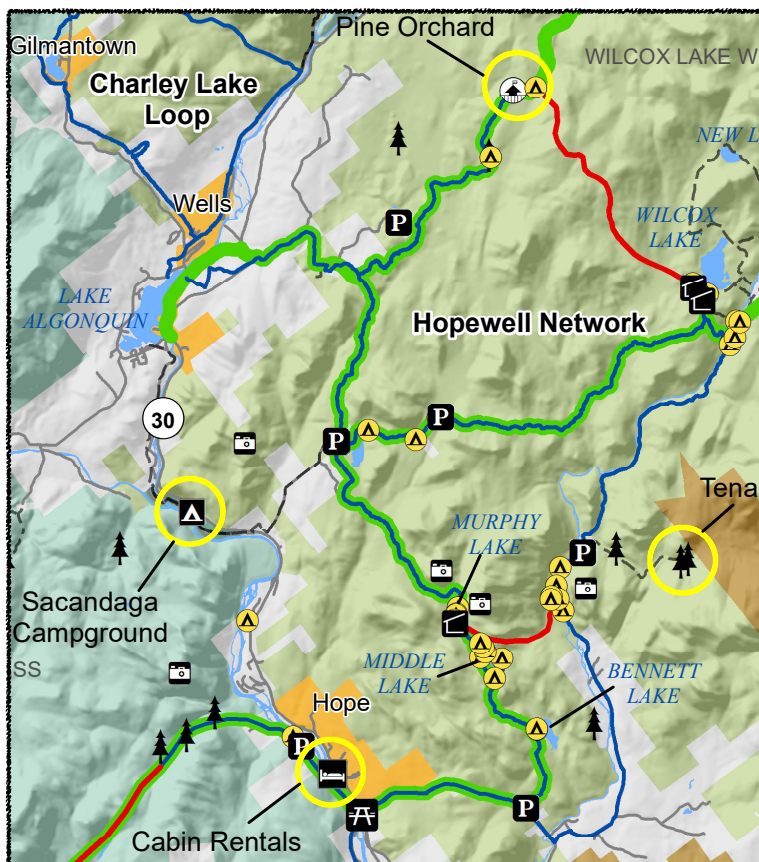 Pine Orchard
Gilmantown
WILCOX LAKE W
Charley Lake
Loop
NEW L
P
Wells
WILCOX
LAKE
LAKE
ALGONQUIN
Hopewell Network
30
P
P
Tena
MURPHY
LAKE
P
Sacandaga
Campground
SS
MIDDLE
LAKE
BENNETT
LAKE
Hope
P
P
Cabin Rentals